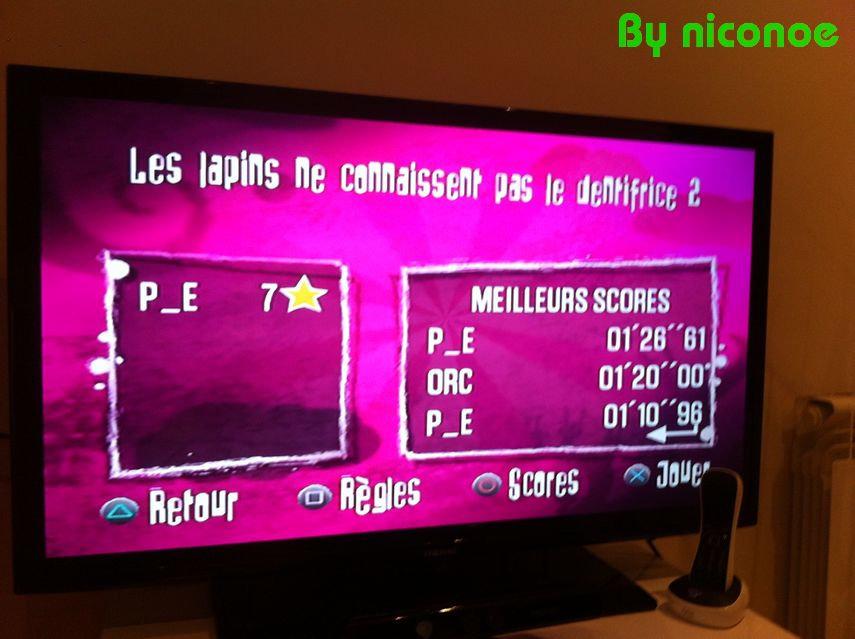 By niconoe
Les lapins ne connaissent pas le dentifrice 2
P_E 7
MEILLEURS SCORES
P_E 01'26''61
ORC 01'20''00
P_E 01'10''96
Retour
Règles
Scores
Jouer